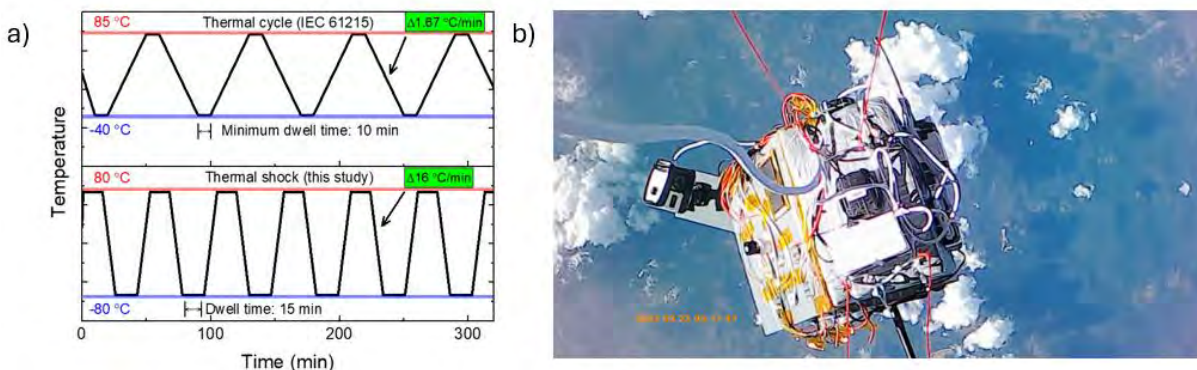 a)
85 °C
Thermal cycle (IEC 61215)
Δ1.67 °C/min
-40 °C
Minimum dwell time: 10 min
Temperature
80 °C
Thermal shock (this study)
Δ16 °C/min
-80 °C
Dwell time: 15 min
0 100 200 300
Time (min)
b)